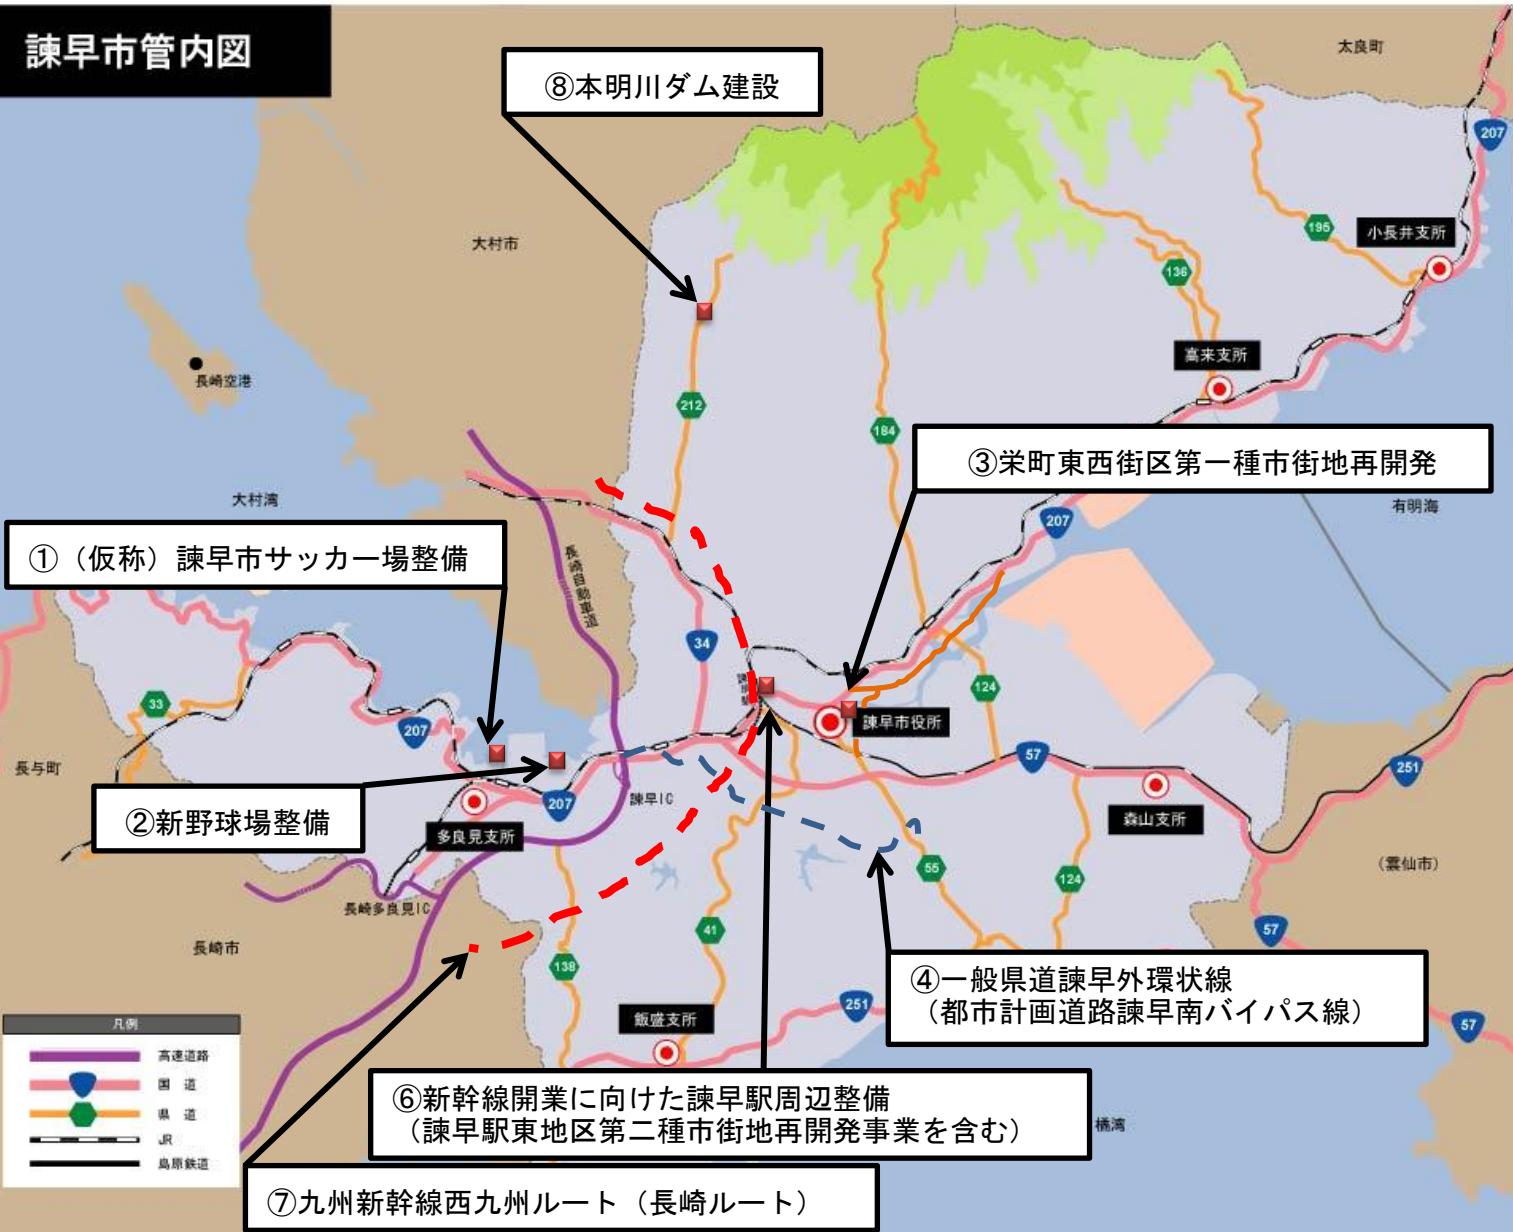 諫早市管内図
⑧本明川ダム建設
太良町
207
大村市
195
小長井支所
136
長崎空港
高来支所
212
184
③栄町東西街区第一種市街地再開発
大村湾
有明海
207
①（仮称）諫早市サッカー場整備
長崎自動車道
34
33
124
207
諫早市役所
長与町
57
251
②新野球場整備
207
諫早IC
多良見支所
森山支所
55
124
(雲仙市)
長崎多良見IC
41
57
長崎市
138
④一般県道諫早外環状線
（都市計画道路諫早南バイパス線）
飯盛支所
251
57
凡例
高速道路
国 道
県 道
JR
島原鉄道
⑥新幹線開業に向けた諫早駅周辺整備
（諫早駅東地区第二種市街地再開発事業を含む）
橘湾
⑦九州新幹線西九州ルート（長崎ルート）